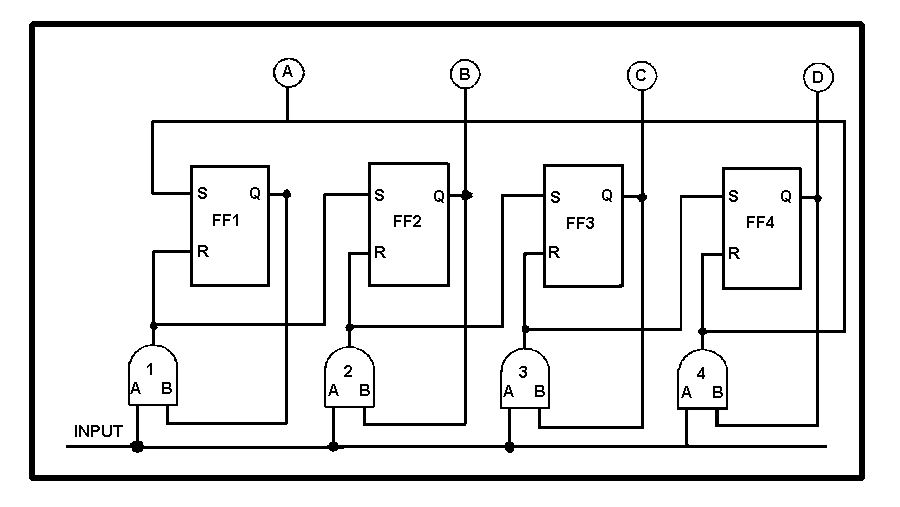 A B C D
S Q S Q S Q S Q
FF1 FF2 FF3 FF4
R R R R
1 2 3 4
A B A B A B A B
INPUT